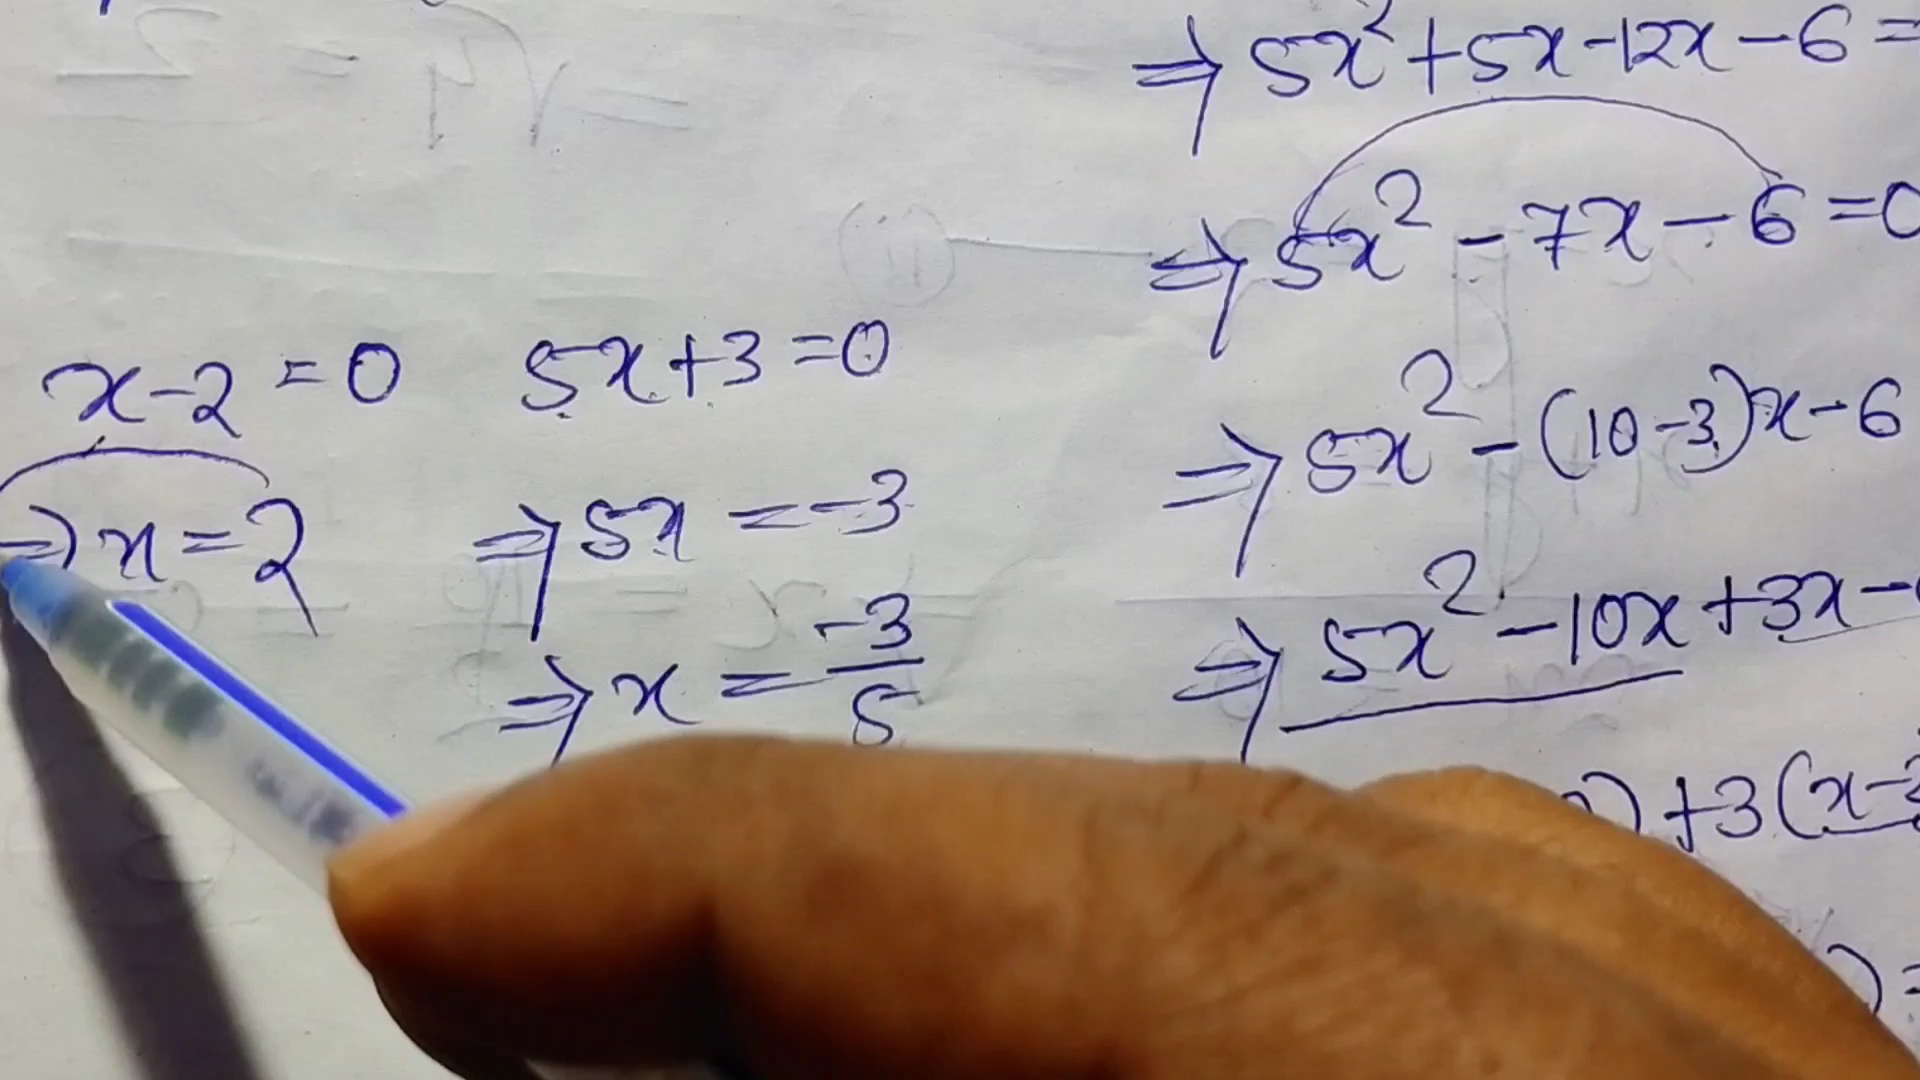 ⇒ 5x² + 5x - 12x - 6 =
⇒ 5x² - 7x - 6 = 0
⇒ 5x² - (10 - 3)x - 6
⇒ 5x² - 10x + 3x -
) + 3(x - 2
) =
x - 2 = 0
⇒ x = 2
5x + 3 = 0
⇒ 5x = -3
⇒ x = -3/5